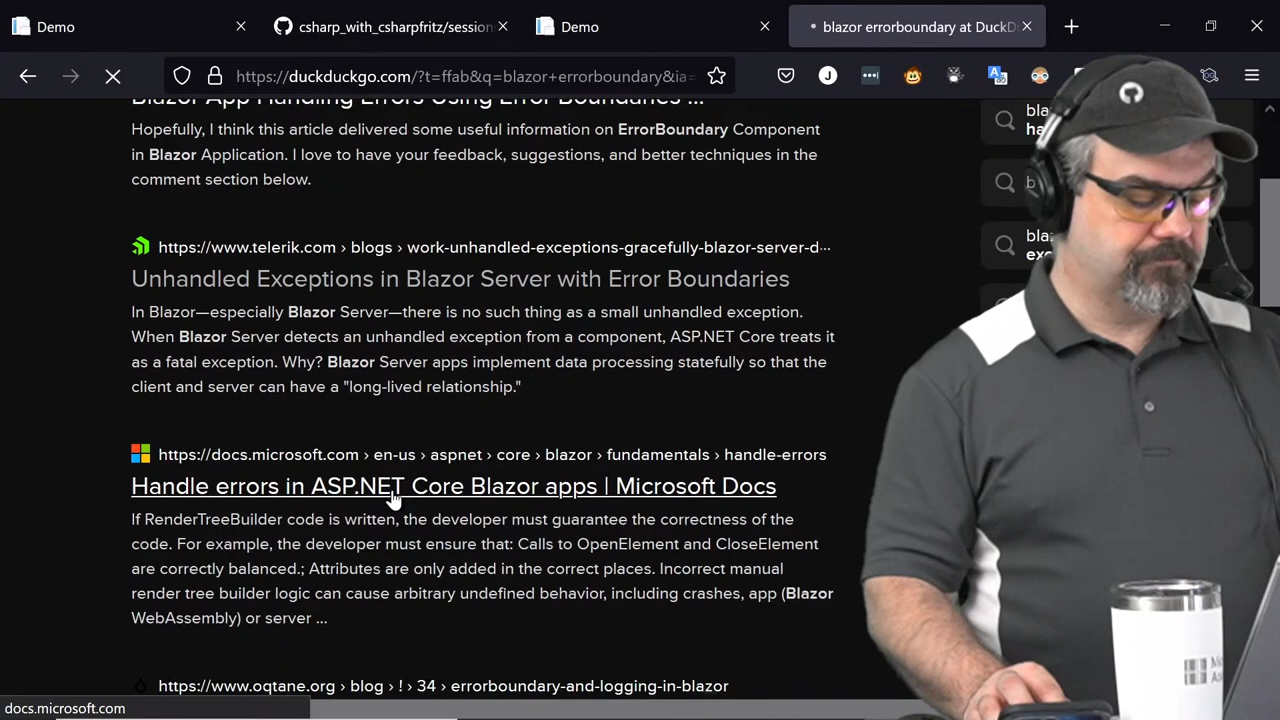 Demo
csharp_with_csharpfritz/session
Demo
blazor errorboundary at DuckD
https://duckduckgo.com/?t=ffab&q=blazor+errorboundary&ia=
J
Blazor App Handling Errors Using Error Boundaries ...
Hopefully, I think this article delivered some useful information on ErrorBoundary Component
in Blazor Application. I love to have your feedback, suggestions, and better techniques in the
comment section below.
https://www.telerik.com › blogs › work-unhandled-exceptions-gracefully-blazor-server-d···
Unhandled Exceptions in Blazor Server with Error Boundaries
In Blazor—especially Blazor Server—there is no such thing as a small unhandled exception.
When Blazor Server detects an unhandled exception from a component, ASP.NET Core treats it
as a fatal exception. Why? Blazor Server apps implement data processing statefully so that the
client and server can have a "long-lived relationship."
https://docs.microsoft.com › en-us › aspnet › core › blazor › fundamentals › handle-errors
Handle errors in ASP.NET Core Blazor apps | Microsoft Docs
If RenderTreeBuilder code is written, the developer must guarantee the correctness of the
code. For example, the developer must ensure that: Calls to OpenElement and CloseElement
are correctly balanced.; Attributes are only added in the correct places. Incorrect manual
render tree builder logic can cause arbitrary undefined behavior, including crashes, app (Blazor
WebAssembly) or server ...
https://www.oqtane.org › blog › ! › 34 › errorboundary-and-logging-in-blazor
docs.microsoft.com
bla
ha
b
bla
exc